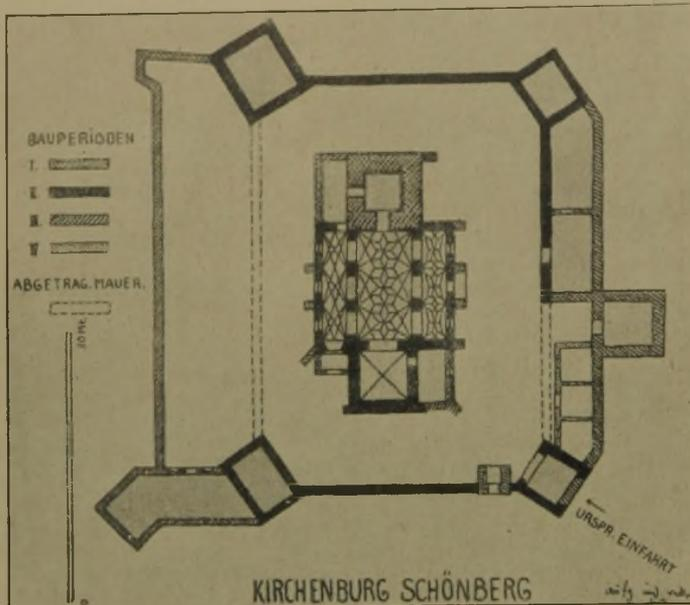 BAUPERIODEN
I.
II.
III.
IV
ABGETRAG. MAUER.
URSPR. EINFAHRT
KIRCHENBURG SCHÖNBERG